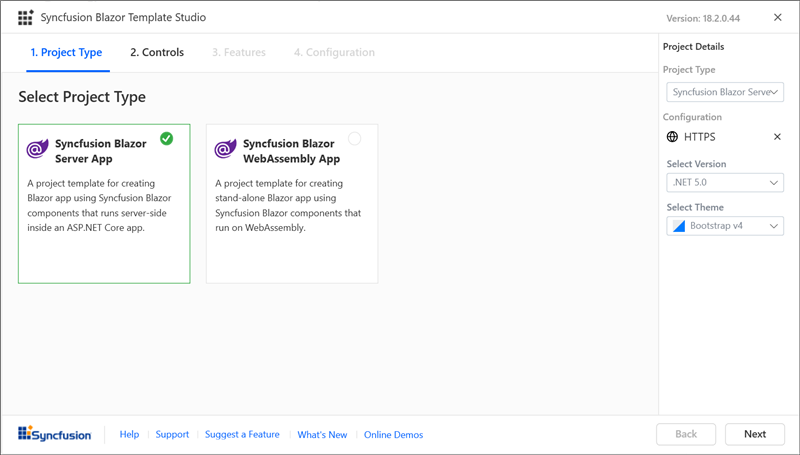 Syncfusion Blazor Template Studio
Version: 18.2.0.44
1. Project Type
2. Controls
3. Features
4. Configuration
Select Project Type
Syncfusion Blazor
Server App
A project template for creating
Blazor app using Syncfusion Blazor
components that runs server-side
inside an ASP.NET Core app.
Syncfusion Blazor
WebAssembly App
A project template for creating
stand-alone Blazor app using
Syncfusion Blazor components that
run on WebAssembly.
Project Details
Project Type
Syncfusion Blazor Serve
Configuration
HTTPS
Select Version
.NET 5.0
Select Theme
Bootstrap v4
Syncfusion
Help
Support
Suggest a Feature
What's New
Online Demos
Back
Next